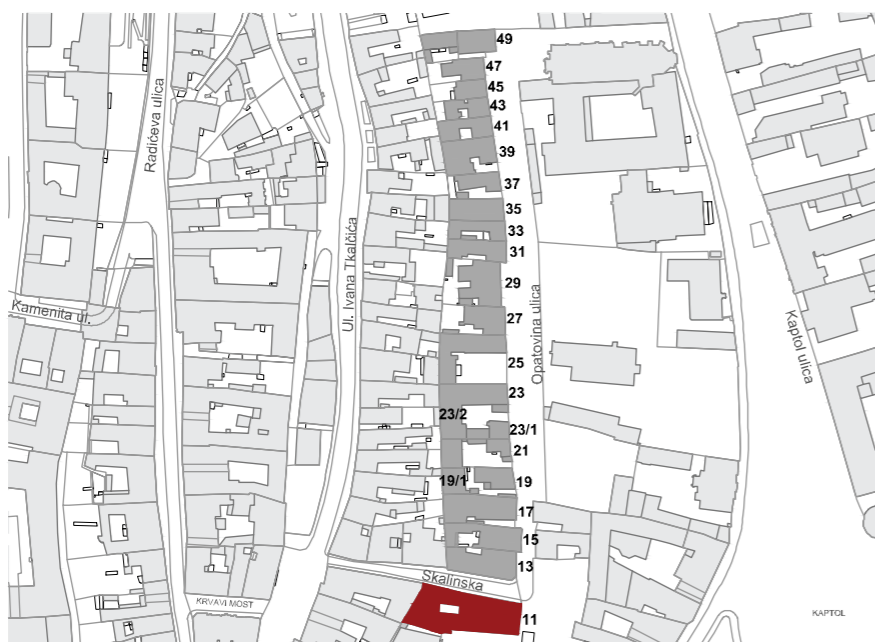 49
47
45
43
41
39
37
35
33
31
29
27
25
23
23/2
23/1
21
19
19/1
17
15
13
11
Radićeva ulica
Ul. Ivana Tkalčića
Kamenita ul.
Opatovina ulica
Kaptol ulica
Skalinska
KRVAVI MOST
KAPTOL